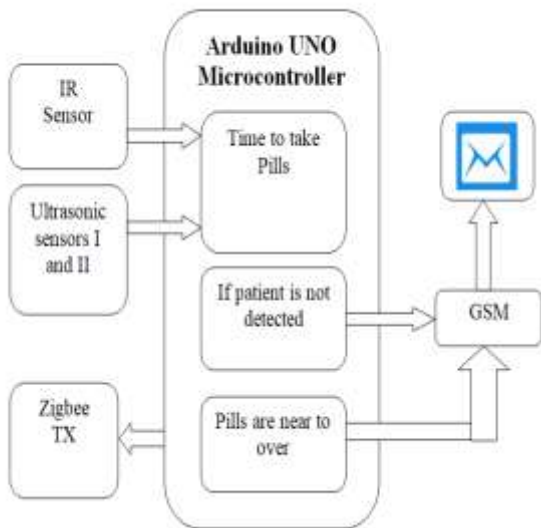 Arduino UNO
Microcontroller
IR
Sensor
Time to take
Pills
Ultrasonic
sensors I
and II
If patient is not
detected
GSM
Zigbee
TX
Pills are near to
over